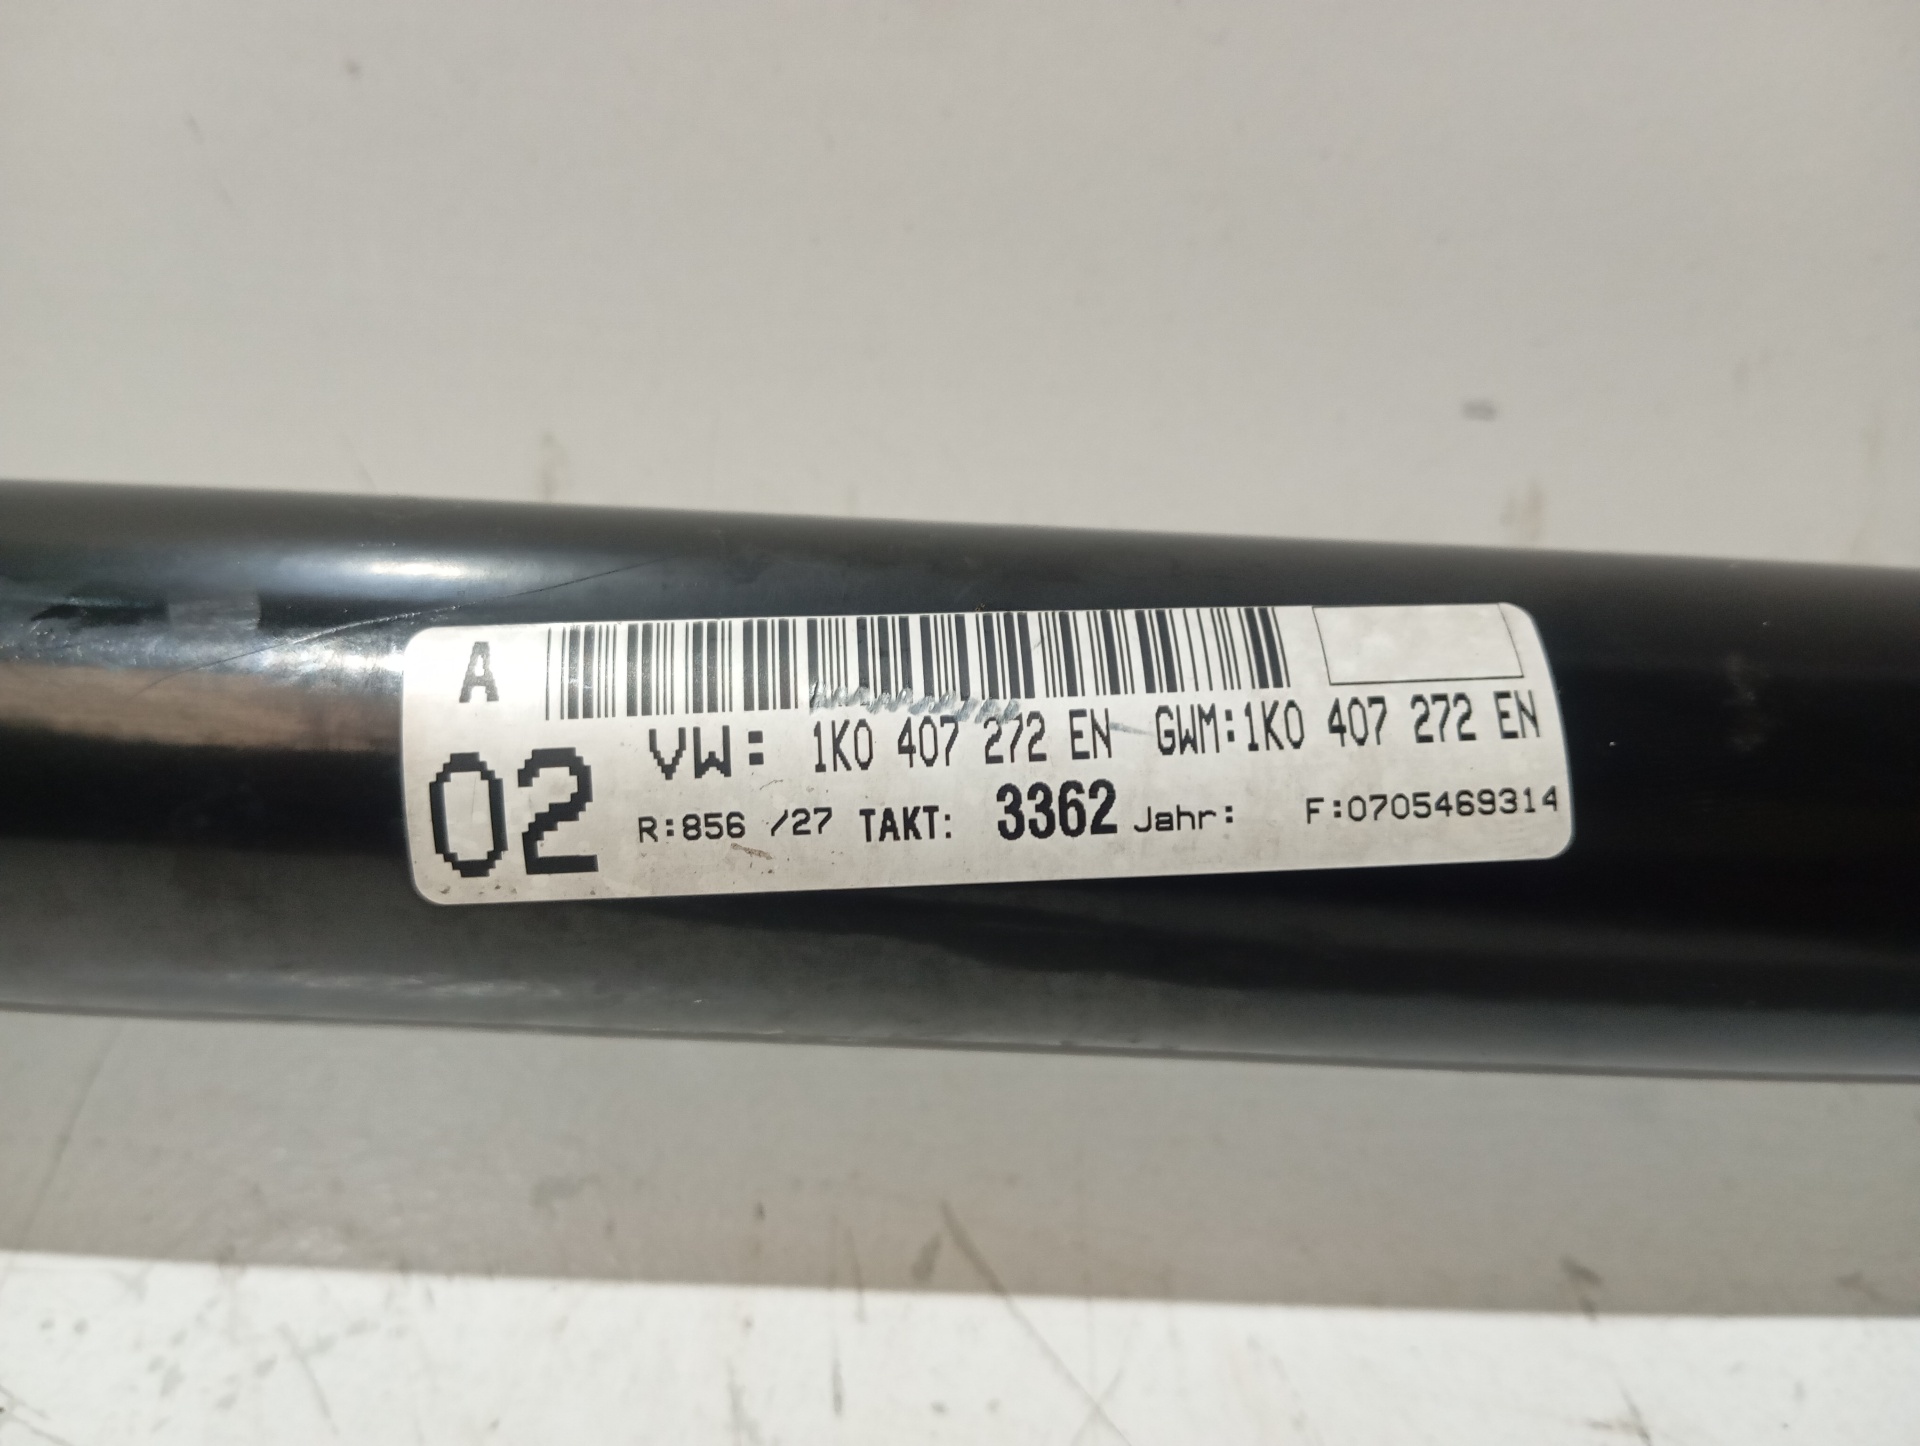 A
02
VW: 1K0 407 272 EN GWM:1K0 407 272 EN
R:856 /27 TAKT: 3362 Jahr: F:0705469314